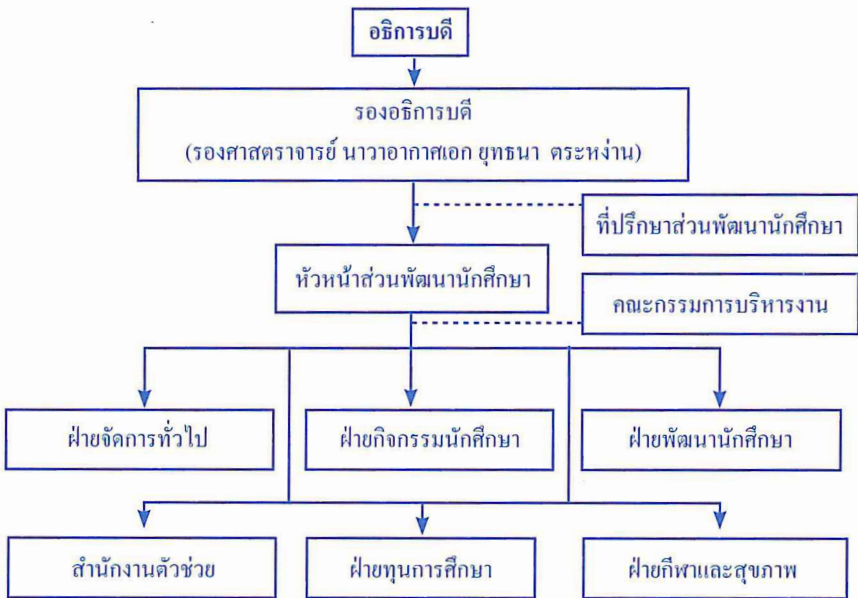 อธิการบดี
รองอธิการบดี
(รองศาสตราจารย์ นาวาอากาศเอก ยุทธนา ตระหง่าน)
ที่ปรึกษาส่วนพัฒนานักศึกษา
หัวหน้าส่วนพัฒนานักศึกษา
คณะกรรมการบริหารงาน
ฝ่ายจัดการทั่วไป
ฝ่ายกิจกรรมนักศึกษา
ฝ่ายพัฒนานักศึกษา
สำนักงานตัวช่วย
ฝ่ายทุนการศึกษา
ฝ่ายกีฬาและสุขภาพ